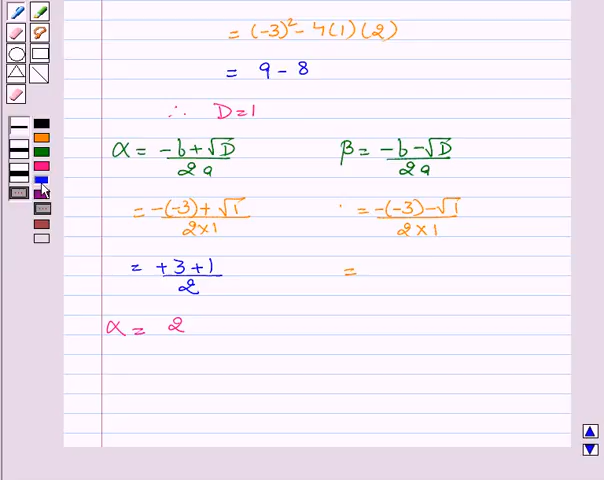 = (-3)² - 4(1)(2)
= 9 - 8
∴ D=1
α = (-b+√D)/2a β = (-b-√D)/2a
= (-(-3)+√1)/(2×1) = (-(-3)-√1)/(2×1)
= (+3+1)/2 =
α = 2